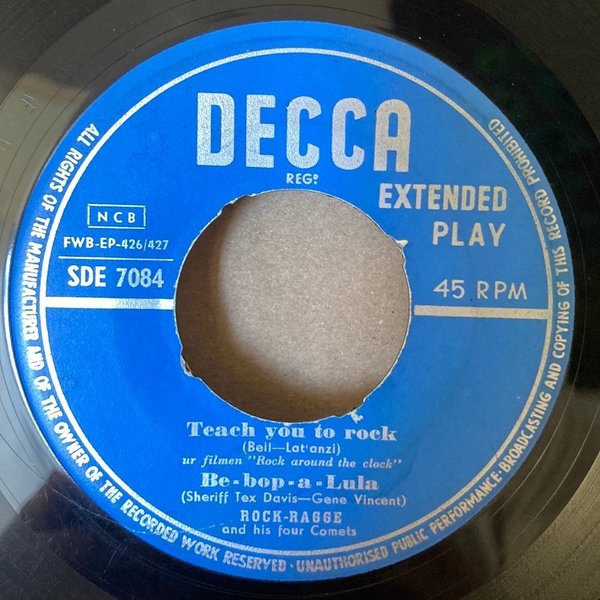 DECCA
REGD.
EXTENDED
PLAY
NCB
FWB-EP-426/427
SDE 7084
45 RPM
Teach you to rock
(Bell—Lat'anzi)
ur filmen "Rock around the clock"
Be-bop-a-Lula
(Sheriff Tex Davis—Gene Vincent)
ROCK-RAGGE
and his four Comets
ALL RIGHTS OF THE MANUFACTURER AND OF THE OWNER OF THE RECORDED WORK RESERVED · UNAUTHORISED PUBLIC PERFORMANCE · BROADCASTING AND COPYING OF THIS RECORD PROHIBITED